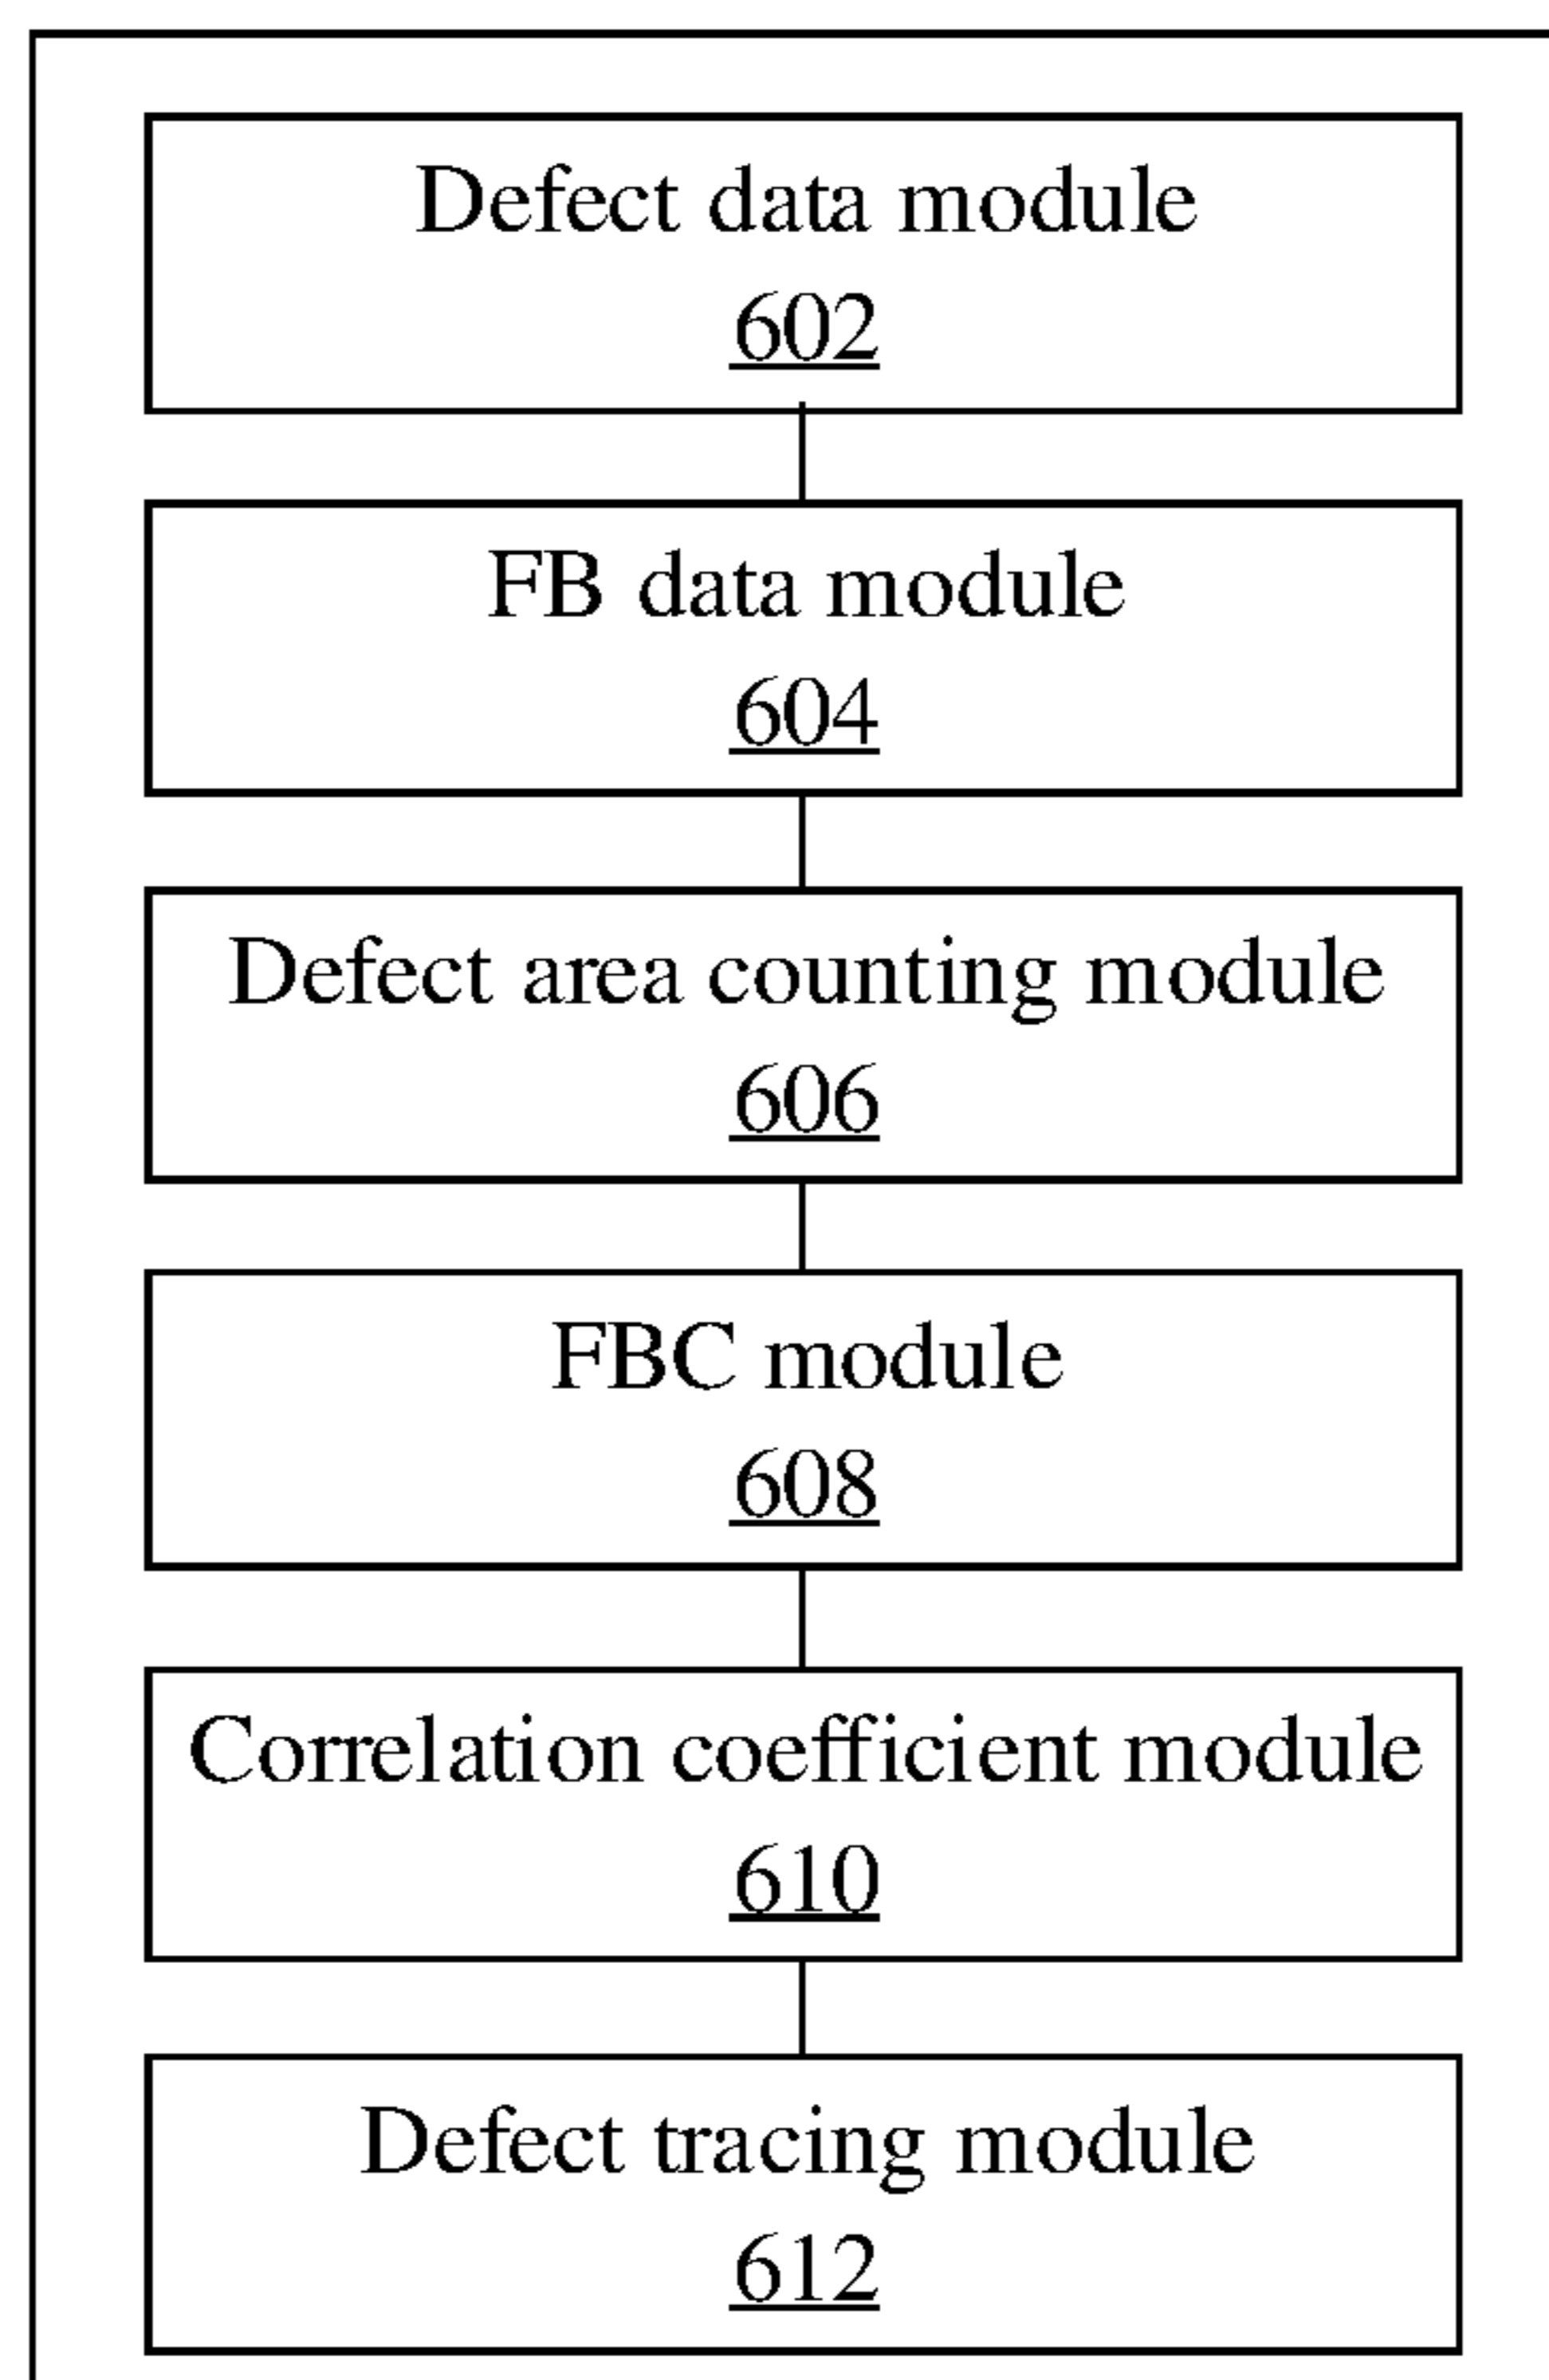 Defect data module
602
FB data module
604
Defect area counting module
606
FBC module
608
Correlation coefficient module
610
Defect tracing module
612